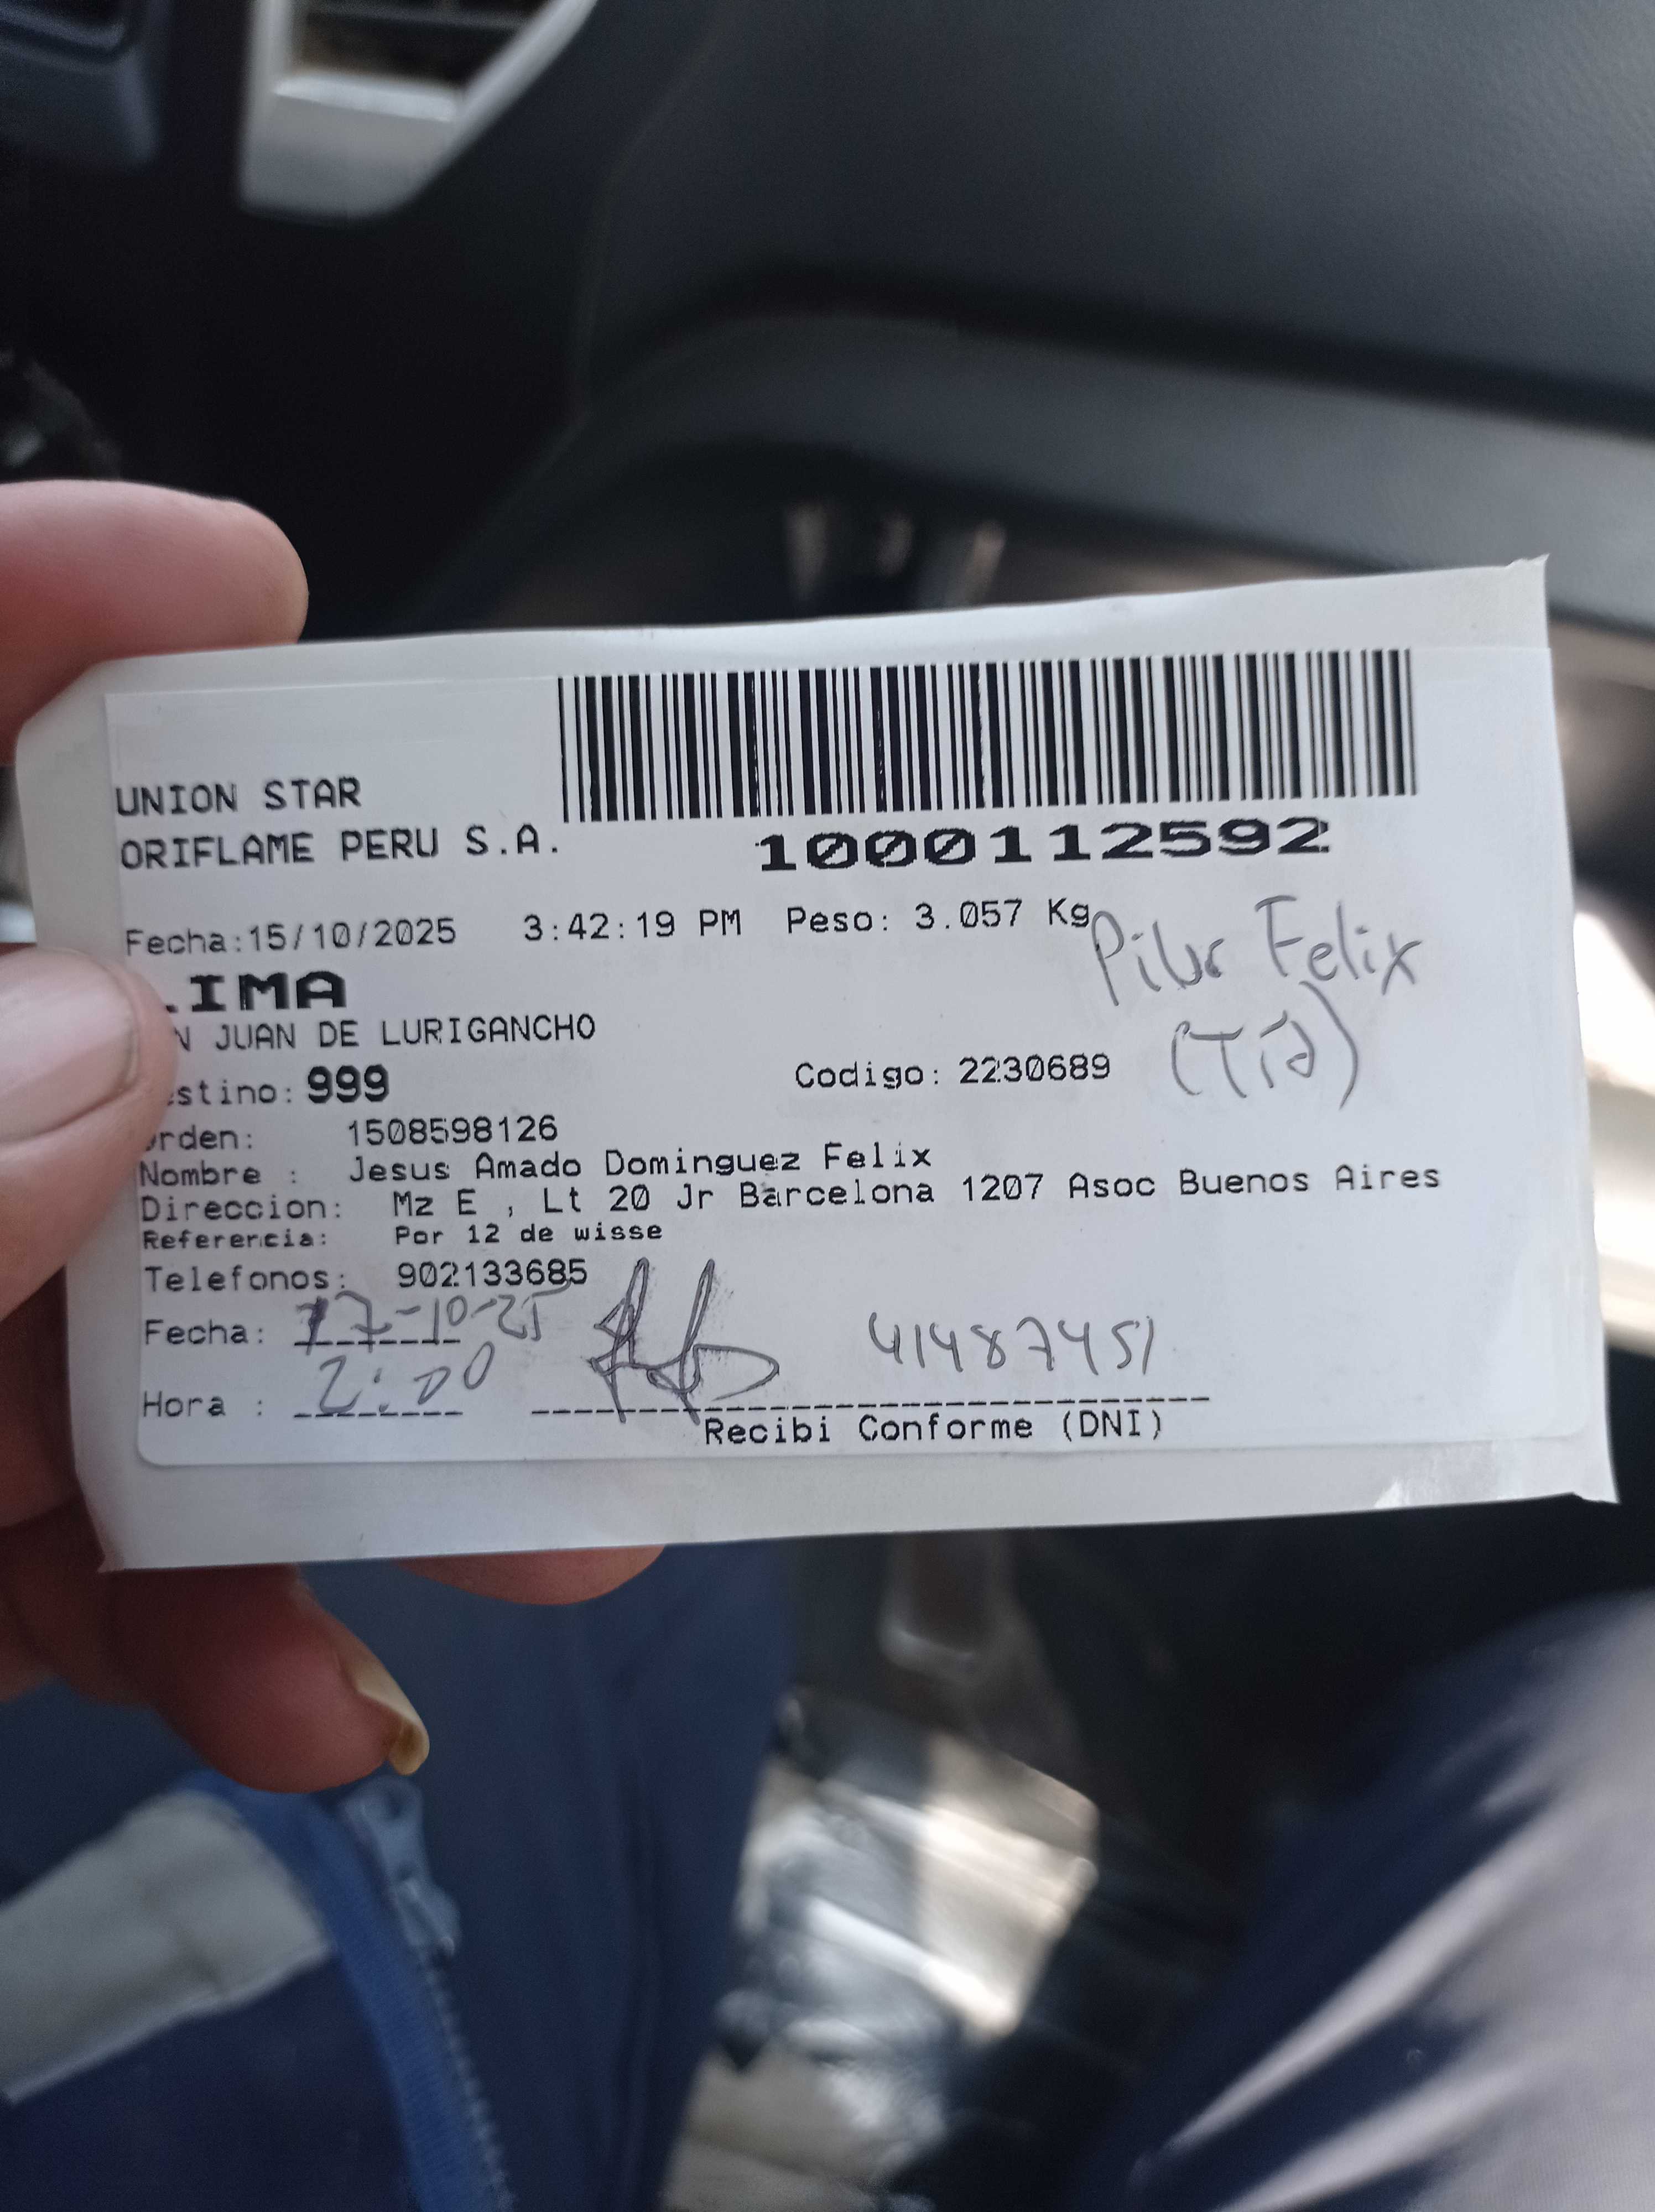 UNION STAR
ORIFLAME PERU S.A.
1000112592
Fecha:15/10/2025 3:42:19 PM Peso: 3.057 Kg
Pilar Felix
(Tía)
IMA
N JUAN DE LURIGANCHO
estino: 999 Codigo: 2230689
rden: 1508598126
Nombre : Jesus Amado Dominguez Felix
Direccion: Mz E , Lt 20 Jr Barcelona 1207 Asoc Buenos Aires
Referencia: Por 12 de wisse
Telefonos: 902133685
Fecha: 17-10-25
Hora : 2:00 41487451
Recibi Conforme (DNI)